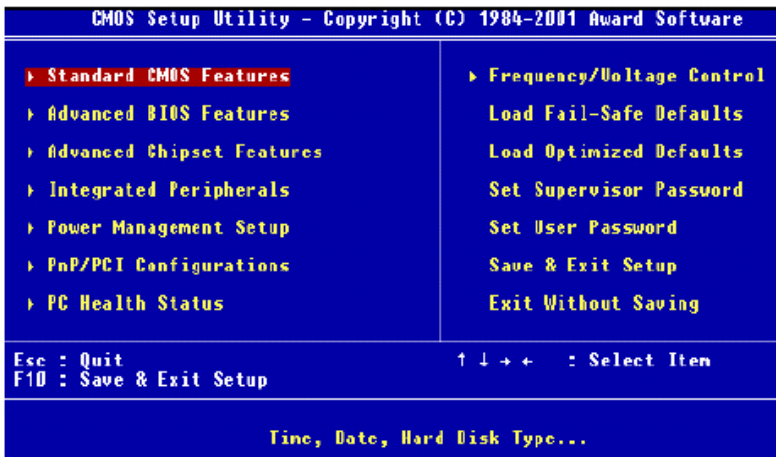 CMOS Setup Utility - Copyright (C) 1984-2001 Award Software
Standard CMOS Features
Advanced BIOS Features
Advanced Chipset Features
Integrated Peripherals
Power Management Setup
PnP/PCI Configurations
PC Health Status
Frequency/Voltage Control
Load Fail-Safe Defaults
Load Optimized Defaults
Set Supervisor Password
Set User Password
Save & Exit Setup
Exit Without Saving
Esc : Quit
F10 : Save & Exit Setup
↑ ↓ → ← : Select Item
Time, Date, Hard Disk Type...